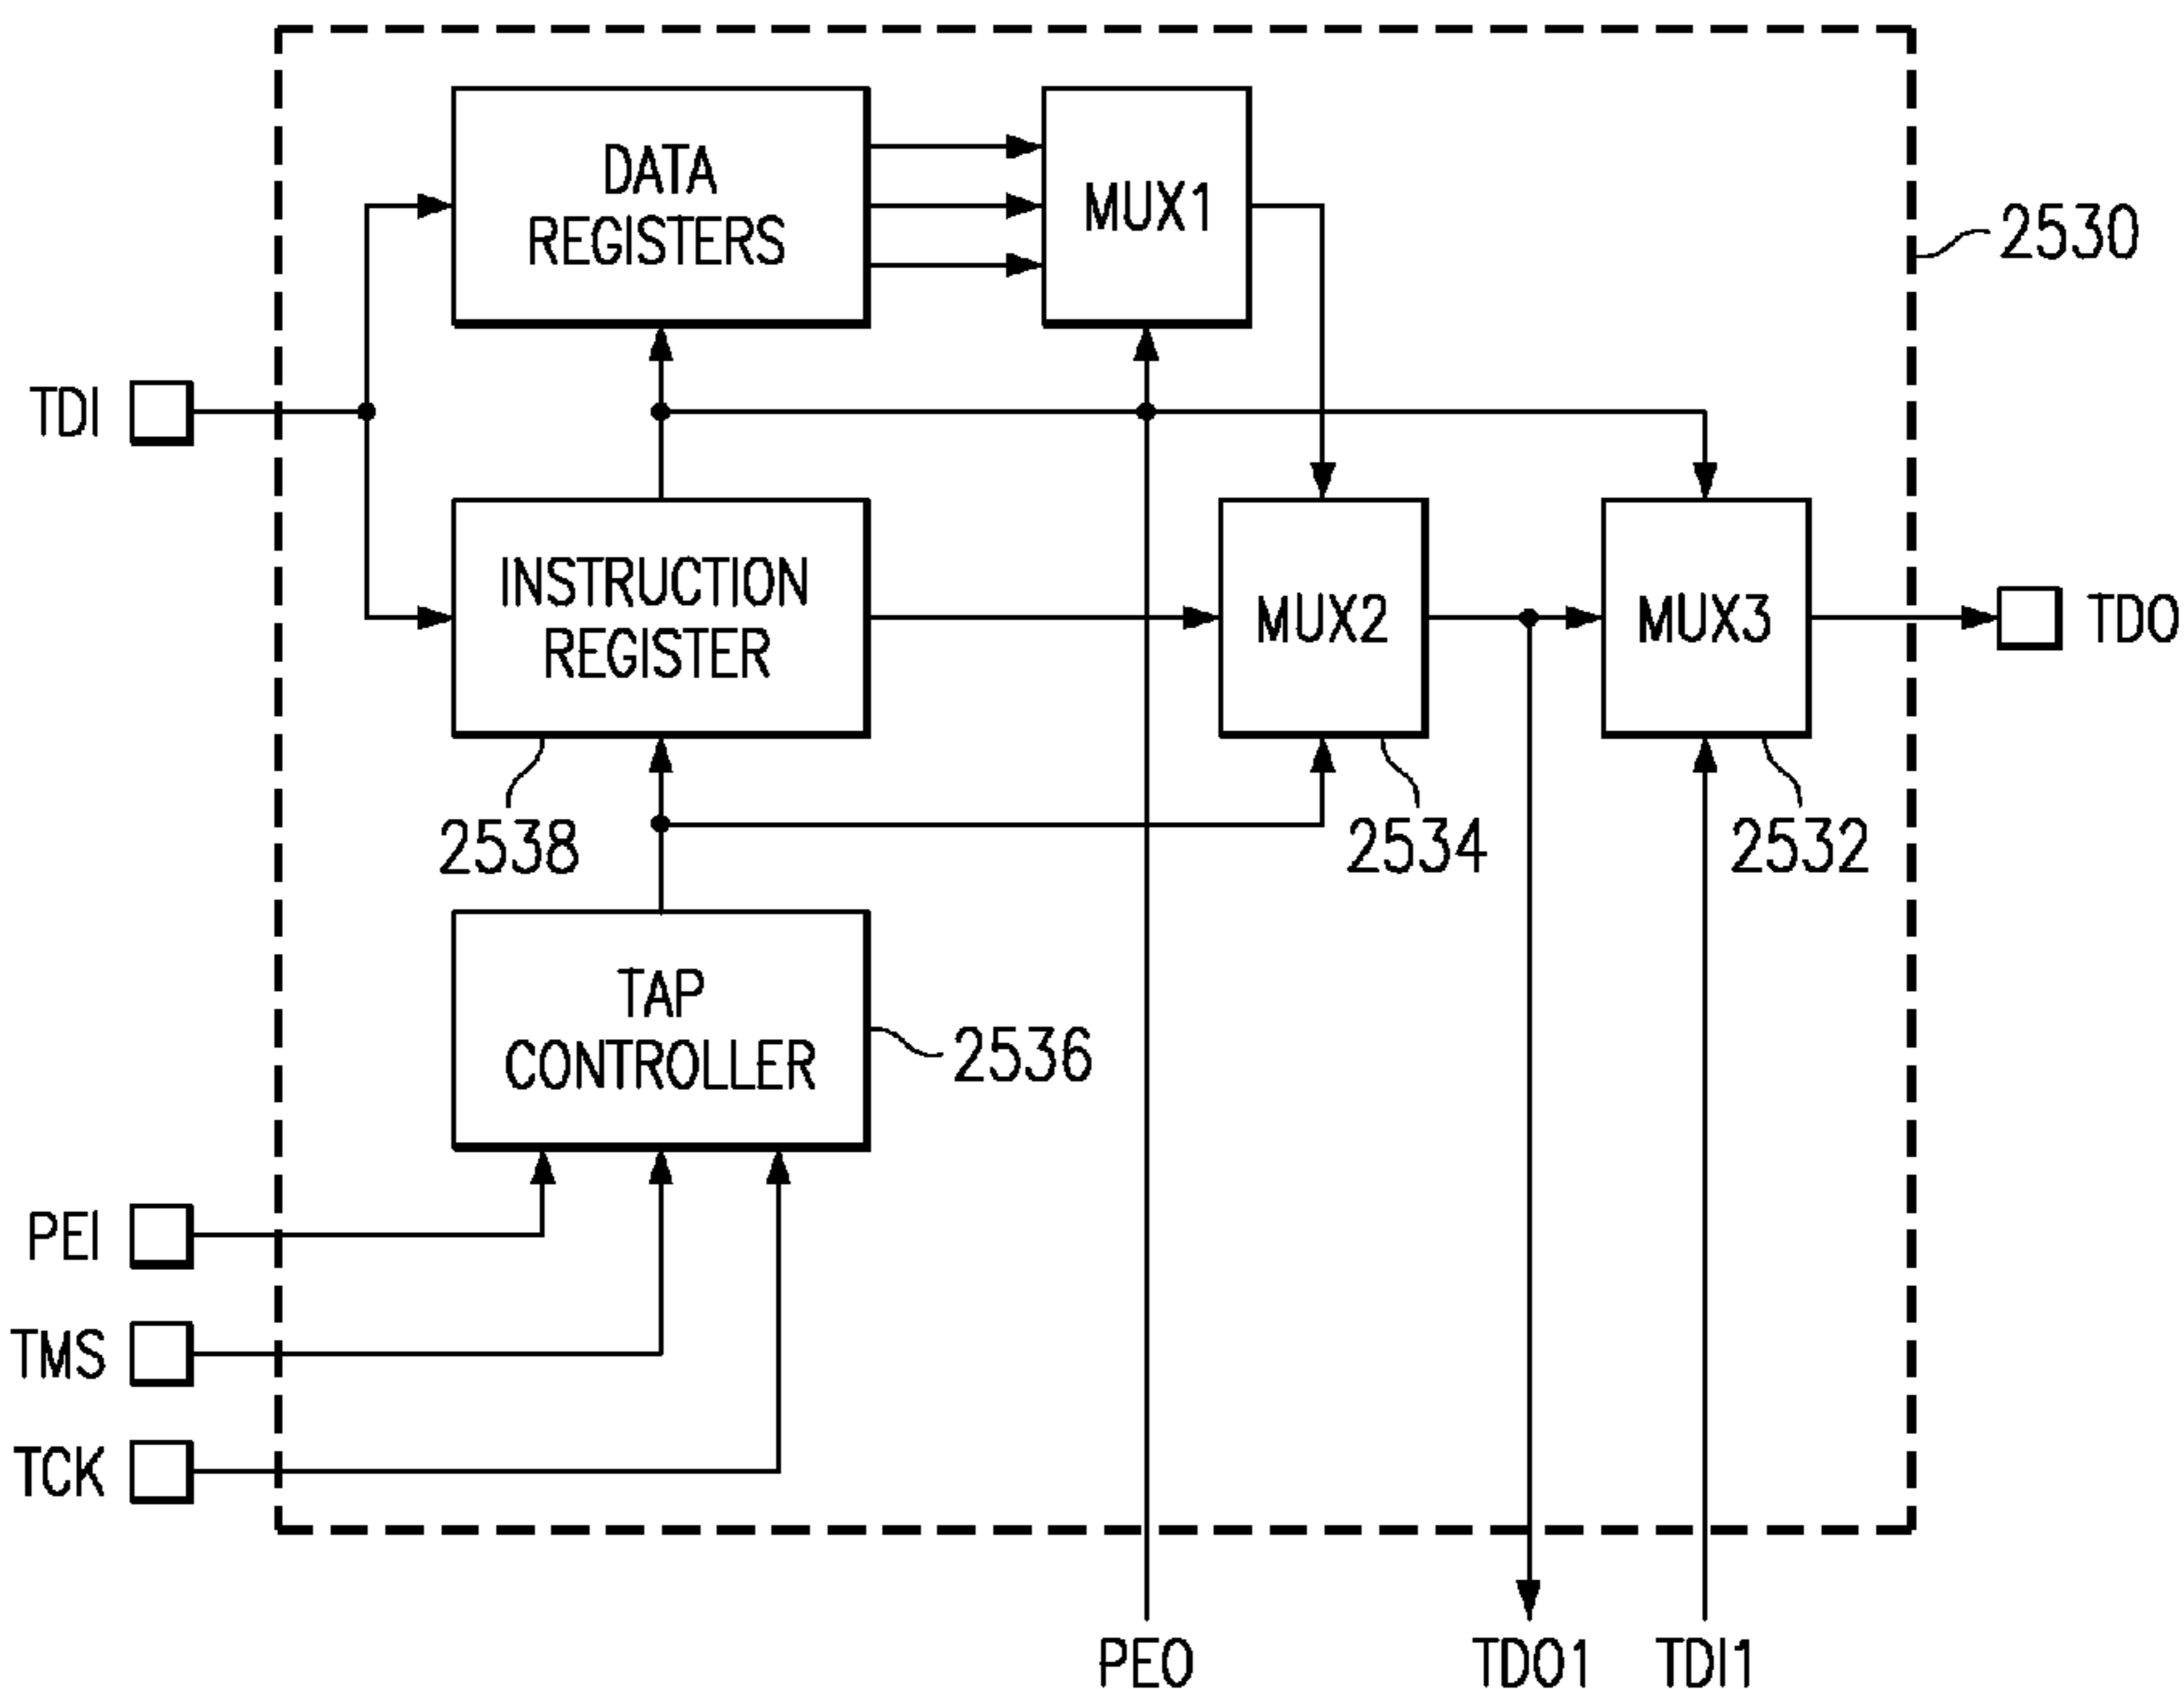 DATA
REGISTERS
MUX1
2530
TDI
INSTRUCTION
REGISTER
MUX2
MUX3
TDO
2538
2534
2532
TAP
CONTROLLER
2536
PEI
TMS
TCK
PEO
TDO1
TDI1